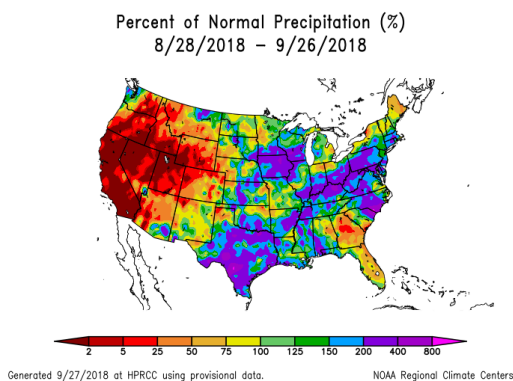 Percent of Normal Precipitation (%)
8/28/2018 – 9/26/2018
2 5 25 50 75 100 125 150 200 400 800
Generated 9/27/2018 at HPRCC using provisional data. NOAA Regional Climate Centers